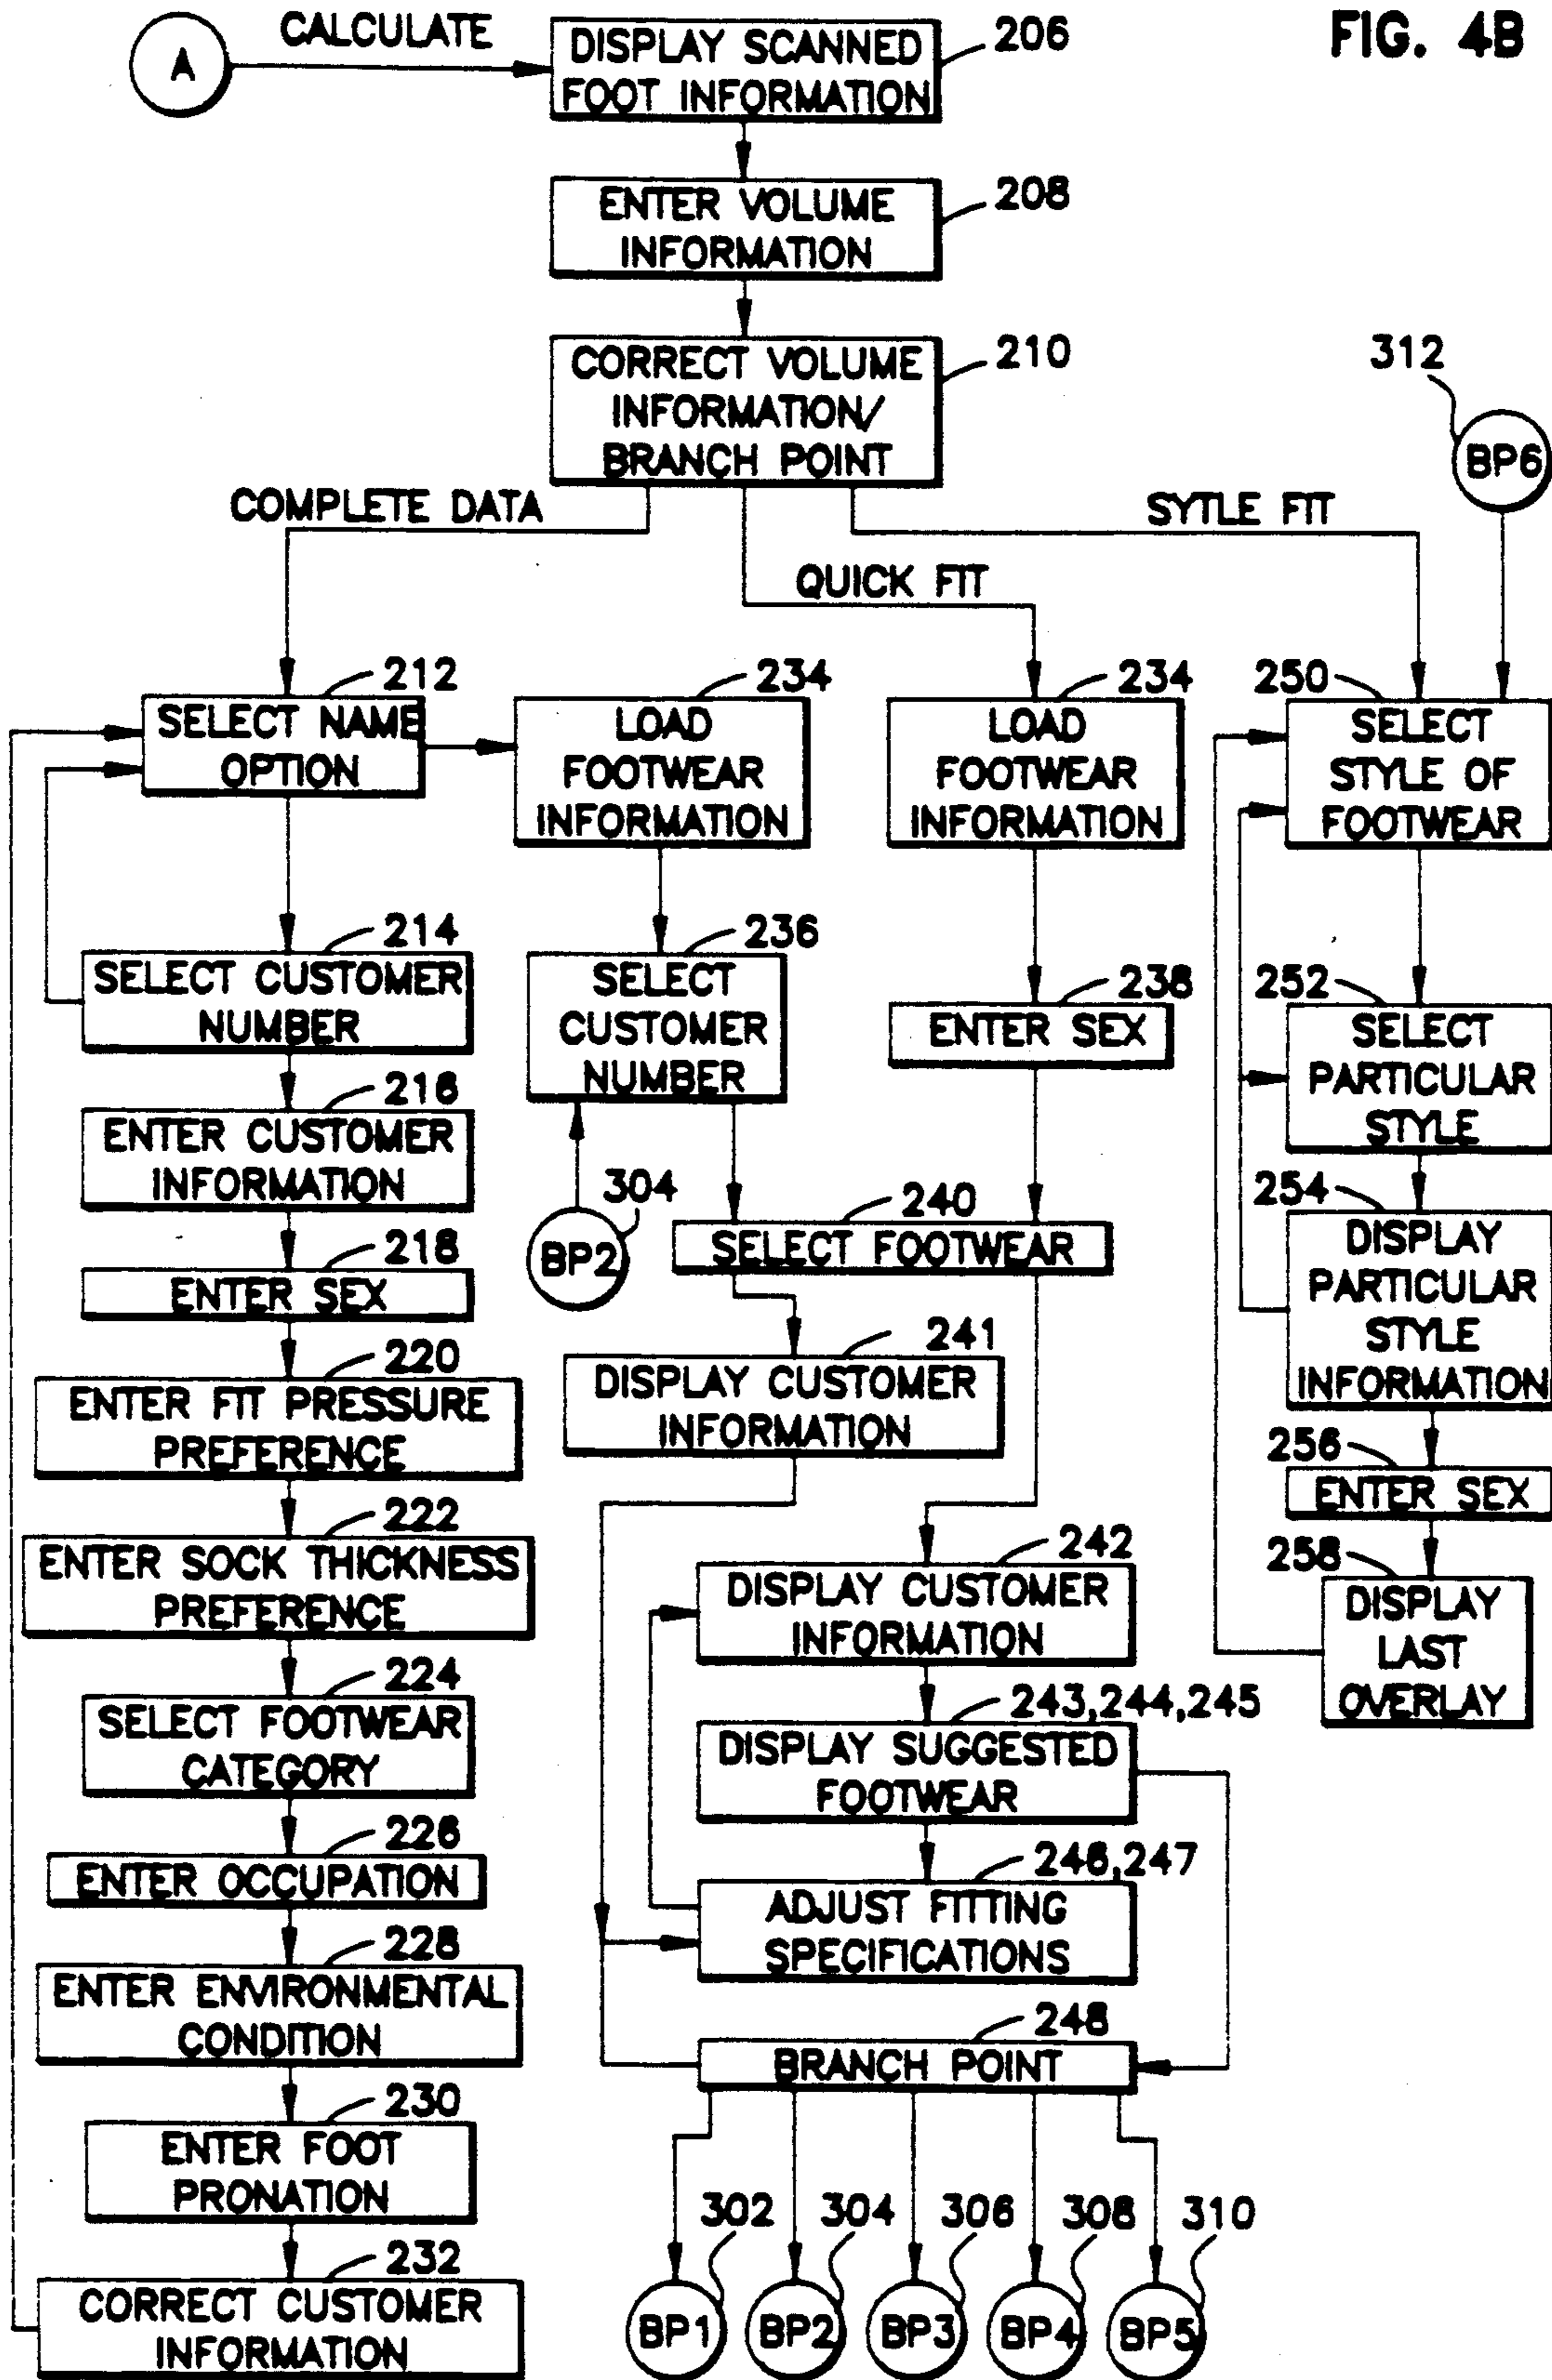 FIG. 4B
A
CALCULATE
DISPLAY SCANNED
FOOT INFORMATION
206
ENTER VOLUME
INFORMATION
208
CORRECT VOLUME
INFORMATION/
BRANCH POINT
210
312
BP6
COMPLETE DATA
QUICK FIT
SYTLE FIT
212
SELECT NAME
OPTION
214
SELECT CUSTOMER
NUMBER
216
ENTER CUSTOMER
INFORMATION
218
ENTER SEX
220
ENTER FIT PRESSURE
PREFERENCE
222
ENTER SOCK THICKNESS
PREFERENCE
224
SELECT FOOTWEAR
CATEGORY
226
ENTER OCCUPATION
228
ENTER ENVIRONMENTAL
CONDITION
230
ENTER FOOT
PRONATION
232
CORRECT CUSTOMER
INFORMATION
234
LOAD
FOOTWEAR
INFORMATION
236
SELECT
CUSTOMER
NUMBER
304
BP2
234
LOAD
FOOTWEAR
INFORMATION
238
ENTER SEX
240
SELECT FOOTWEAR
241
DISPLAY CUSTOMER
INFORMATION
242
DISPLAY CUSTOMER
INFORMATION
243,244,245
DISPLAY SUGGESTED
FOOTWEAR
246,247
ADJUST FITTING
SPECIFICATIONS
248
BRANCH POINT
302
BP1
304
BP2
306
BP3
308
BP4
310
BP5
250
SELECT
STYLE OF
FOOTWEAR
252
SELECT
PARTICULAR
STYLE
254
DISPLAY
PARTICULAR
STYLE
INFORMATION
256
ENTER SEX
258
DISPLAY
LAST
OVERLAY